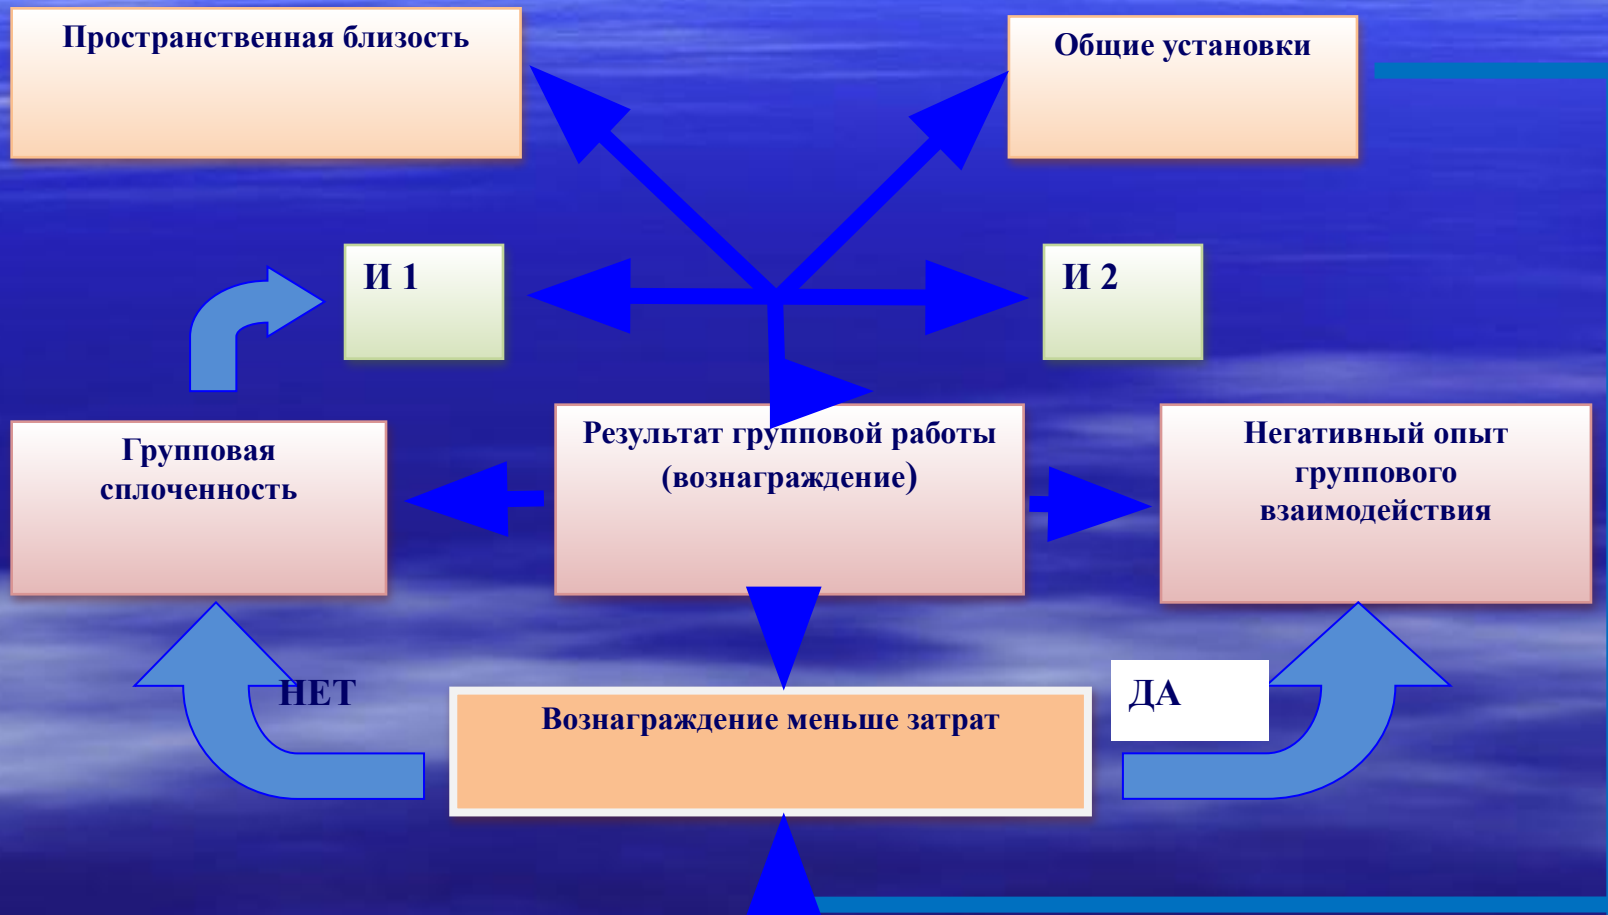 Пространственная близость
Общие установки
И 1
И 2
Групповая
сплоченность
Результат групповой работы
(вознаграждение)
Негативный опыт
группового
взаимодействия
НЕТ
Вознаграждение меньше затрат
ДА